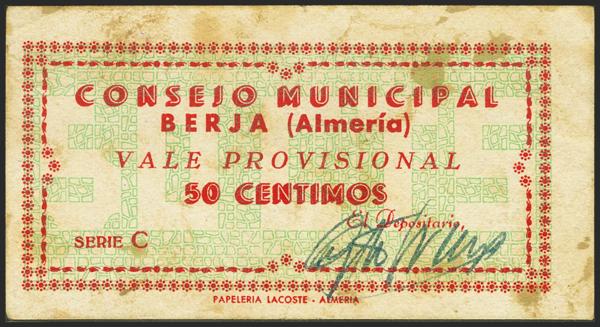 CONSEJO MUNICIPAL
BERJA (Almería)
VALE PROVISIONAL
50 CENTIMOS
El Depositario,
SERIE C
PAPELERIA LACOSTE - ALMERIA